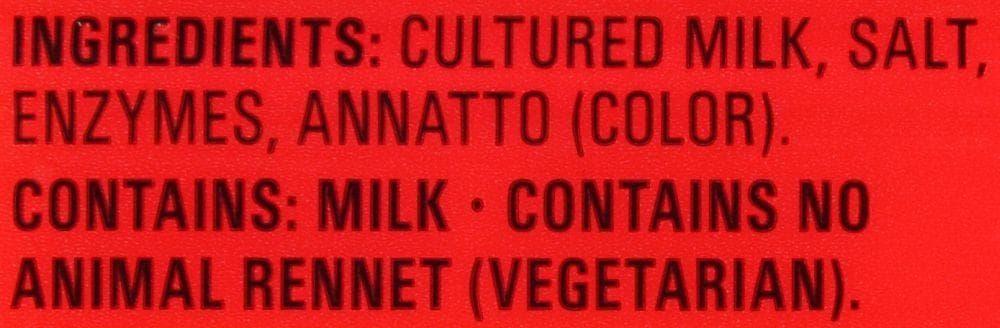 INGREDIENTS: CULTURED MILK, SALT,
ENZYMES, ANNATTO (COLOR).
CONTAINS: MILK • CONTAINS NO
ANIMAL RENNET (VEGETARIAN).